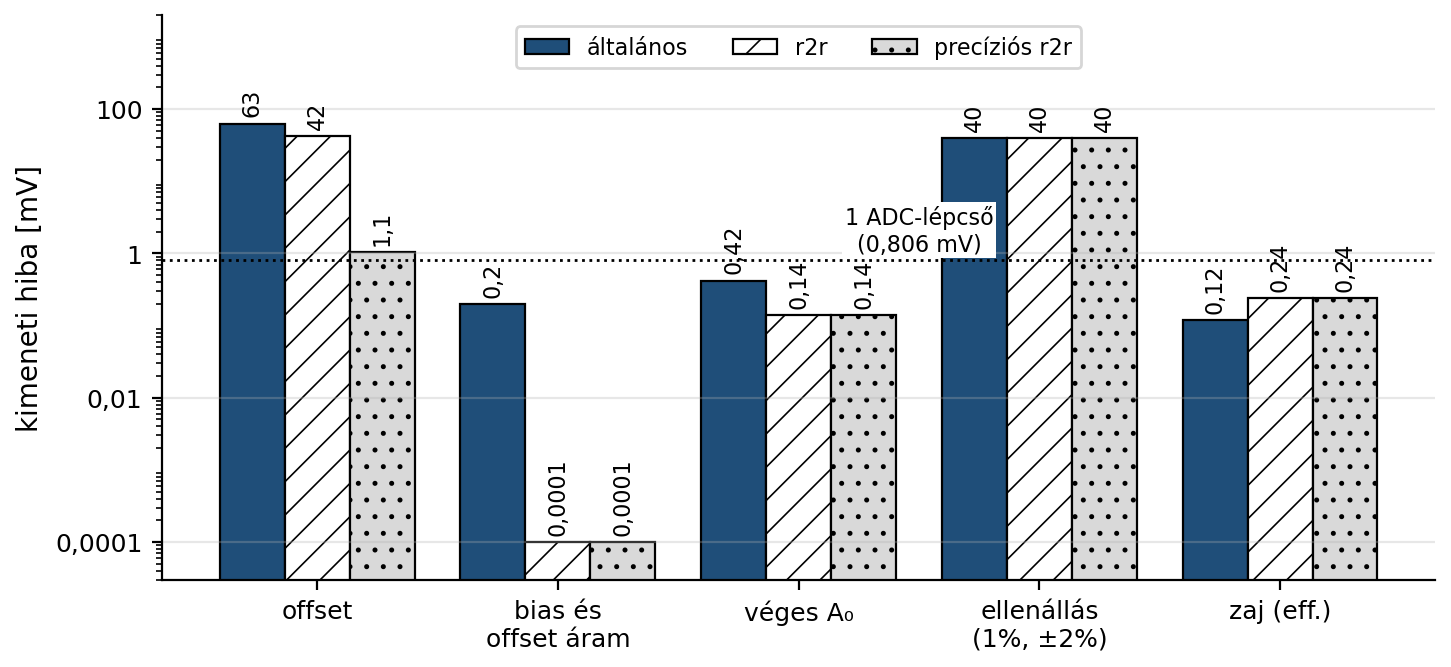 általános
r2r
precíziós r2r
kimeneti hiba [mV]
100
1
0,01
0,0001
63
42
1,1
0,2
0,0001
0,0001
0,42
0,14
0,14
1 ADC-lépcső
(0,806 mV)
40
40
40
0,12
0,24
0,24
offset
bias és
offset áram
véges A₀
ellenállás
(1%, ±2%)
zaj (eff.)